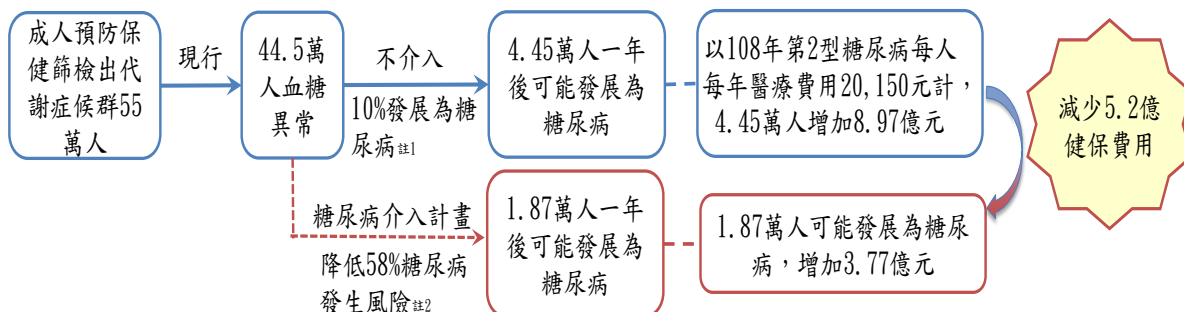 成人預防保
健篩檢出代
謝症候群55
萬人
現行
44.5萬
人血糖
異常
不介入
10%發展為糖
尿病註1
4.45萬人一年
後可能發展為
糖尿病
以108年第2型糖尿病每人
每年醫療費用20,150元計，
4.45萬人增加8.97億元
減少5.2億
健保費用
糖尿病介入計畫
降低58%糖尿病
發生風險註2
1.87萬人一年
後可能發展為
糖尿病
1.87萬人可能發展為糖尿
病，增加3.77億元